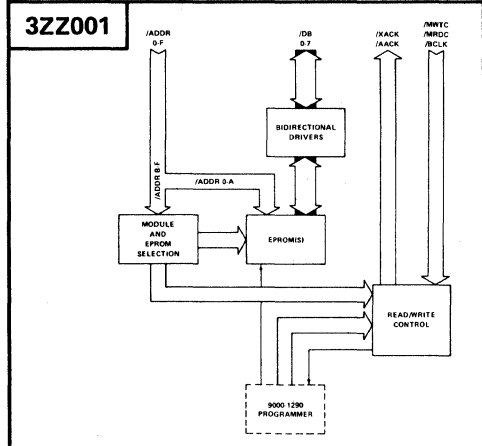 3ZZ001
/ADDR
0-F
/DB
0-7
/XACK
/AACK
/MWTC
/MRDC
/BCLK
BIDIRECTIONAL
DRIVERS
/ADDR B-F
/ADDR 0-A
MODULE
AND
EPROM
SELECTION
EPROM(S)
READ/WRITE
CONTROL
9000-1290
PROGRAMMER